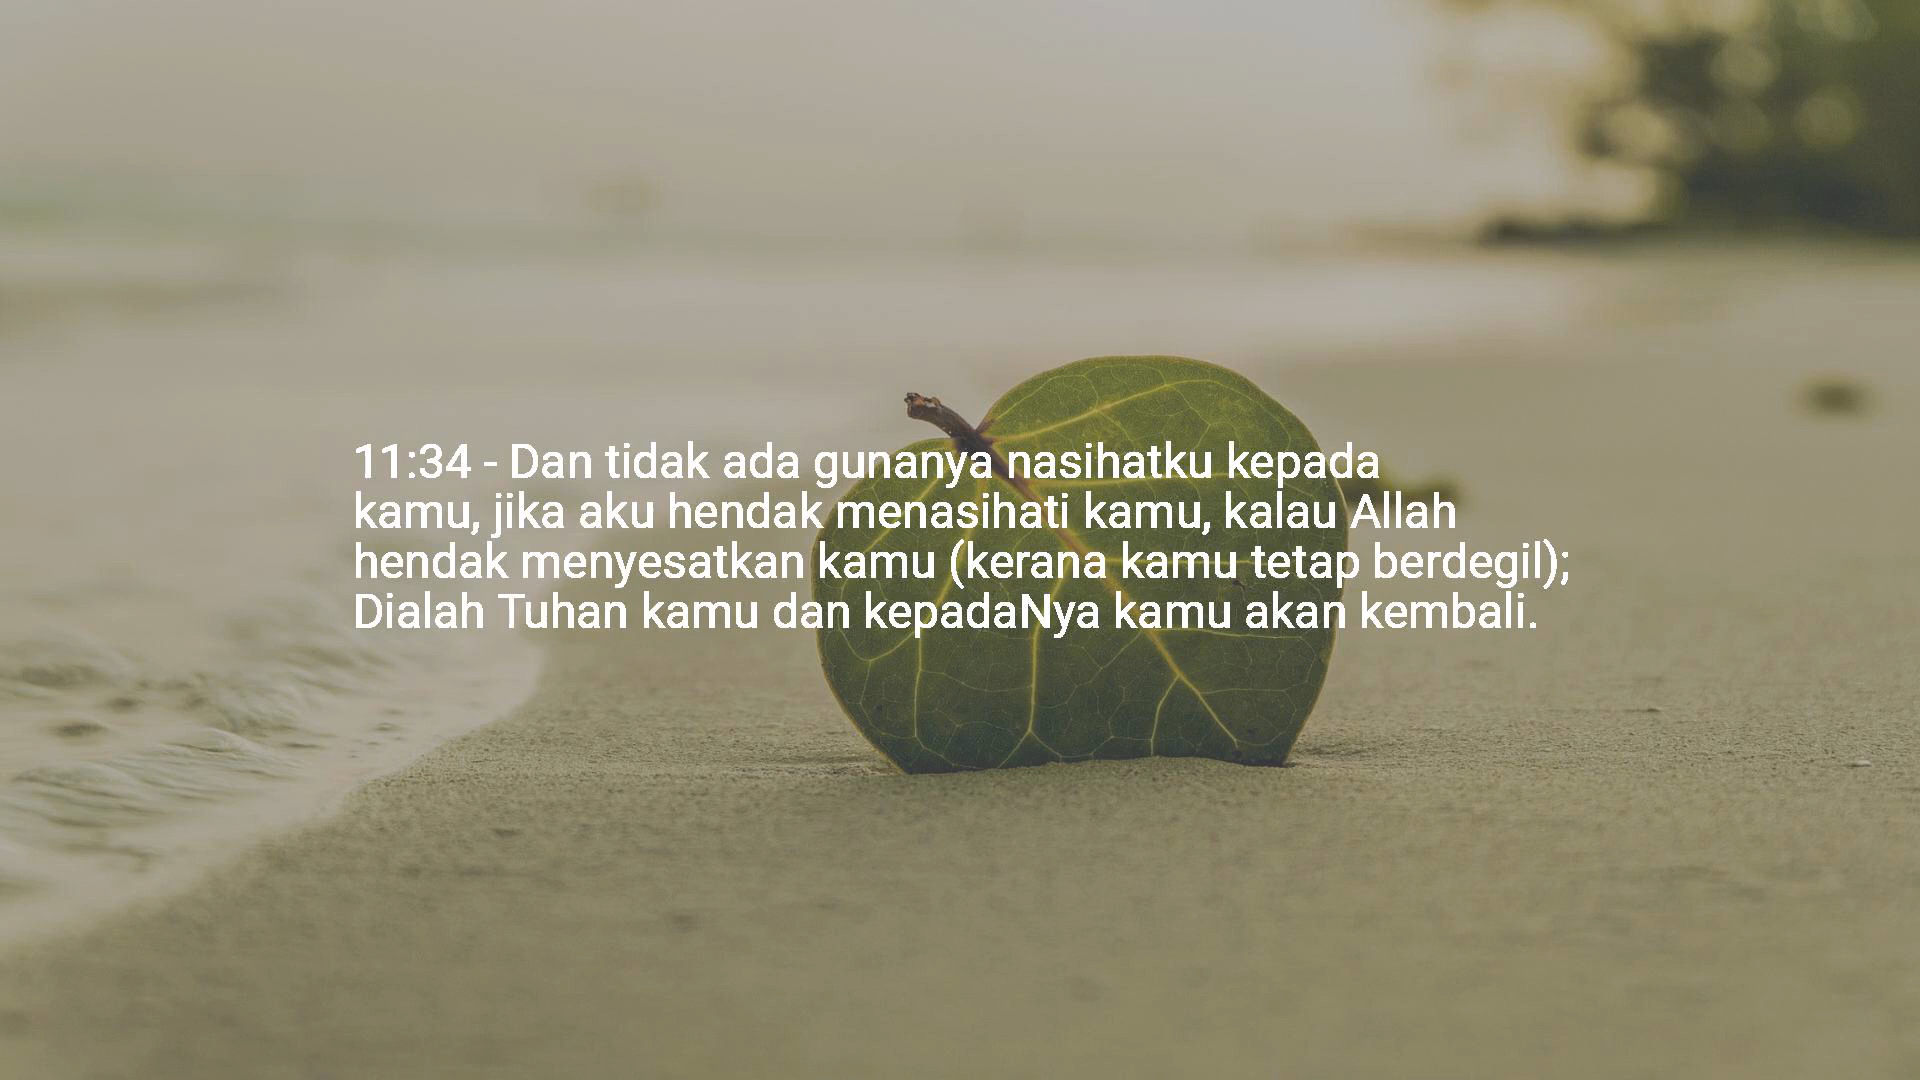 11:34 - Dan tidak ada gunanya nasihatku kepada
kamu, jika aku hendak menasihati kamu, kalau Allah
hendak menyesatkan kamu (kerana kamu tetap berdegil);
Dialah Tuhan kamu dan kepadaNya kamu akan kembali.